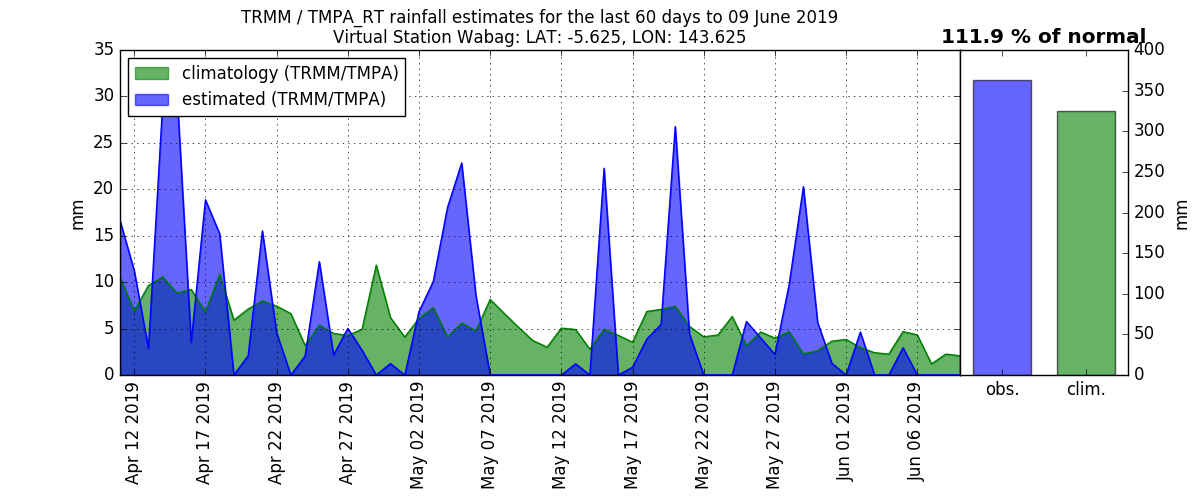 TRMM / TMPA_RT rainfall estimates for the last 60 days to 09 June 2019
Virtual Station Wabag: LAT: -5.625, LON: 143.625
111.9 % of normal
climatology (TRMM/TMPA)
estimated (TRMM/TMPA)
35
30
25
20
15
10
5
0
mm
Apr 12 2019
Apr 17 2019
Apr 22 2019
Apr 27 2019
May 02 2019
May 07 2019
May 12 2019
May 17 2019
May 22 2019
May 27 2019
Jun 01 2019
Jun 06 2019
obs.
clim.
400
350
300
250
200
150
100
50
0
mm